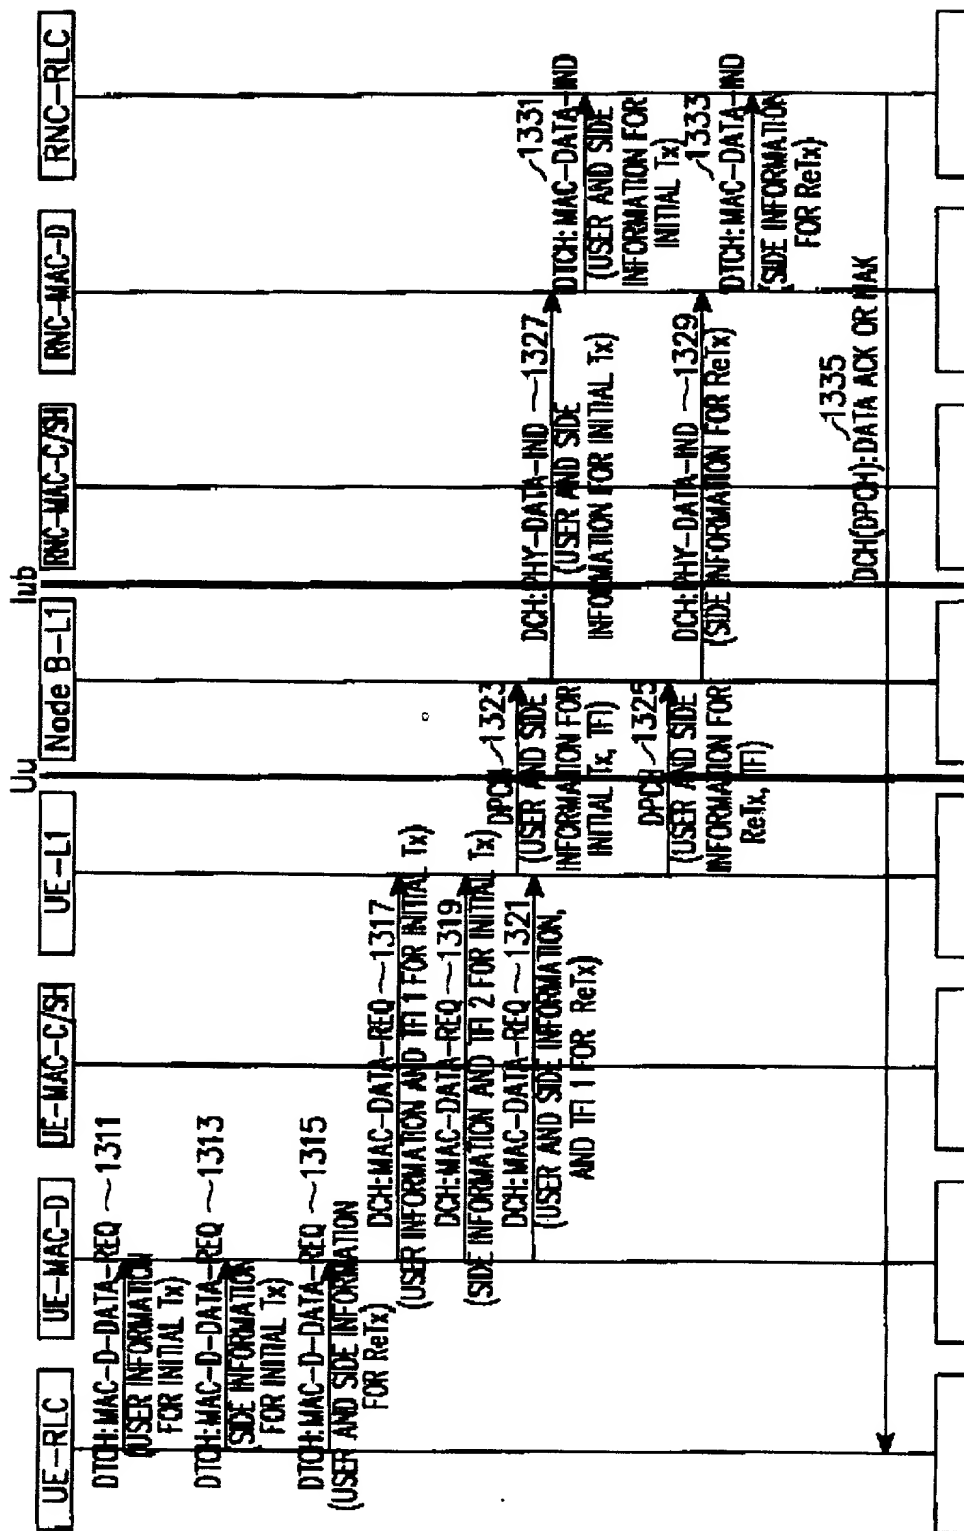 UE-RLC
UE-MAC-D
UE-MAC-C/SH
UE-L1
Uu
Node B-L1
Iub
RNC-MAC-C/SH
RNC-MAC-D
RNC-RLC
DTCH:MAC-D-DATA-REQ ~1311
(USER INFORMATION
FOR INITIAL Tx)
DTCH:MAC-D-DATA-REQ ~1313
(SIDE INFORMATION
FOR INITIAL Tx)
DTCH:MAC-D-DATA-REQ ~1315
(USER AND SIDE INFORMATION
FOR ReTx)
DCH:MAC-DATA-REQ ~1317
(USER INFORMATION AND TFI 1 FOR INITIAL Tx)
DCH:MAC-DATA-REQ ~1319
(SIDE INFORMATION AND TFI 2 FOR INITIAL Tx)
DCH:MAC-DATA-REQ ~1321
(USER AND SIDE INFORMATION,
AND TFI 1 FOR ReTx)
DPCH ~1323
(USER AND SIDE
INFORMATION FOR
INITIAL Tx, TFI)
DPCH ~1325
(USER AND SIDE
INFORMATION FOR
ReTx, TFI)
DCH:PHY-DATA-IND ~1327
(USER AND SIDE
INFORMATION FOR INITIAL Tx)
DCH:PHY-DATA-IND ~1329
(SIDE INFORMATION FOR ReTx)
~1331
DTCH:MAC-DATA-IND
(USER AND SIDE
INFORMATION FOR
INITIAL Tx)
~1333
DTCH:MAC-DATA-IND
(SIDE INFORMATION
FOR ReTx)
~1335
DCH(DPCH):DATA ACK OR NAK